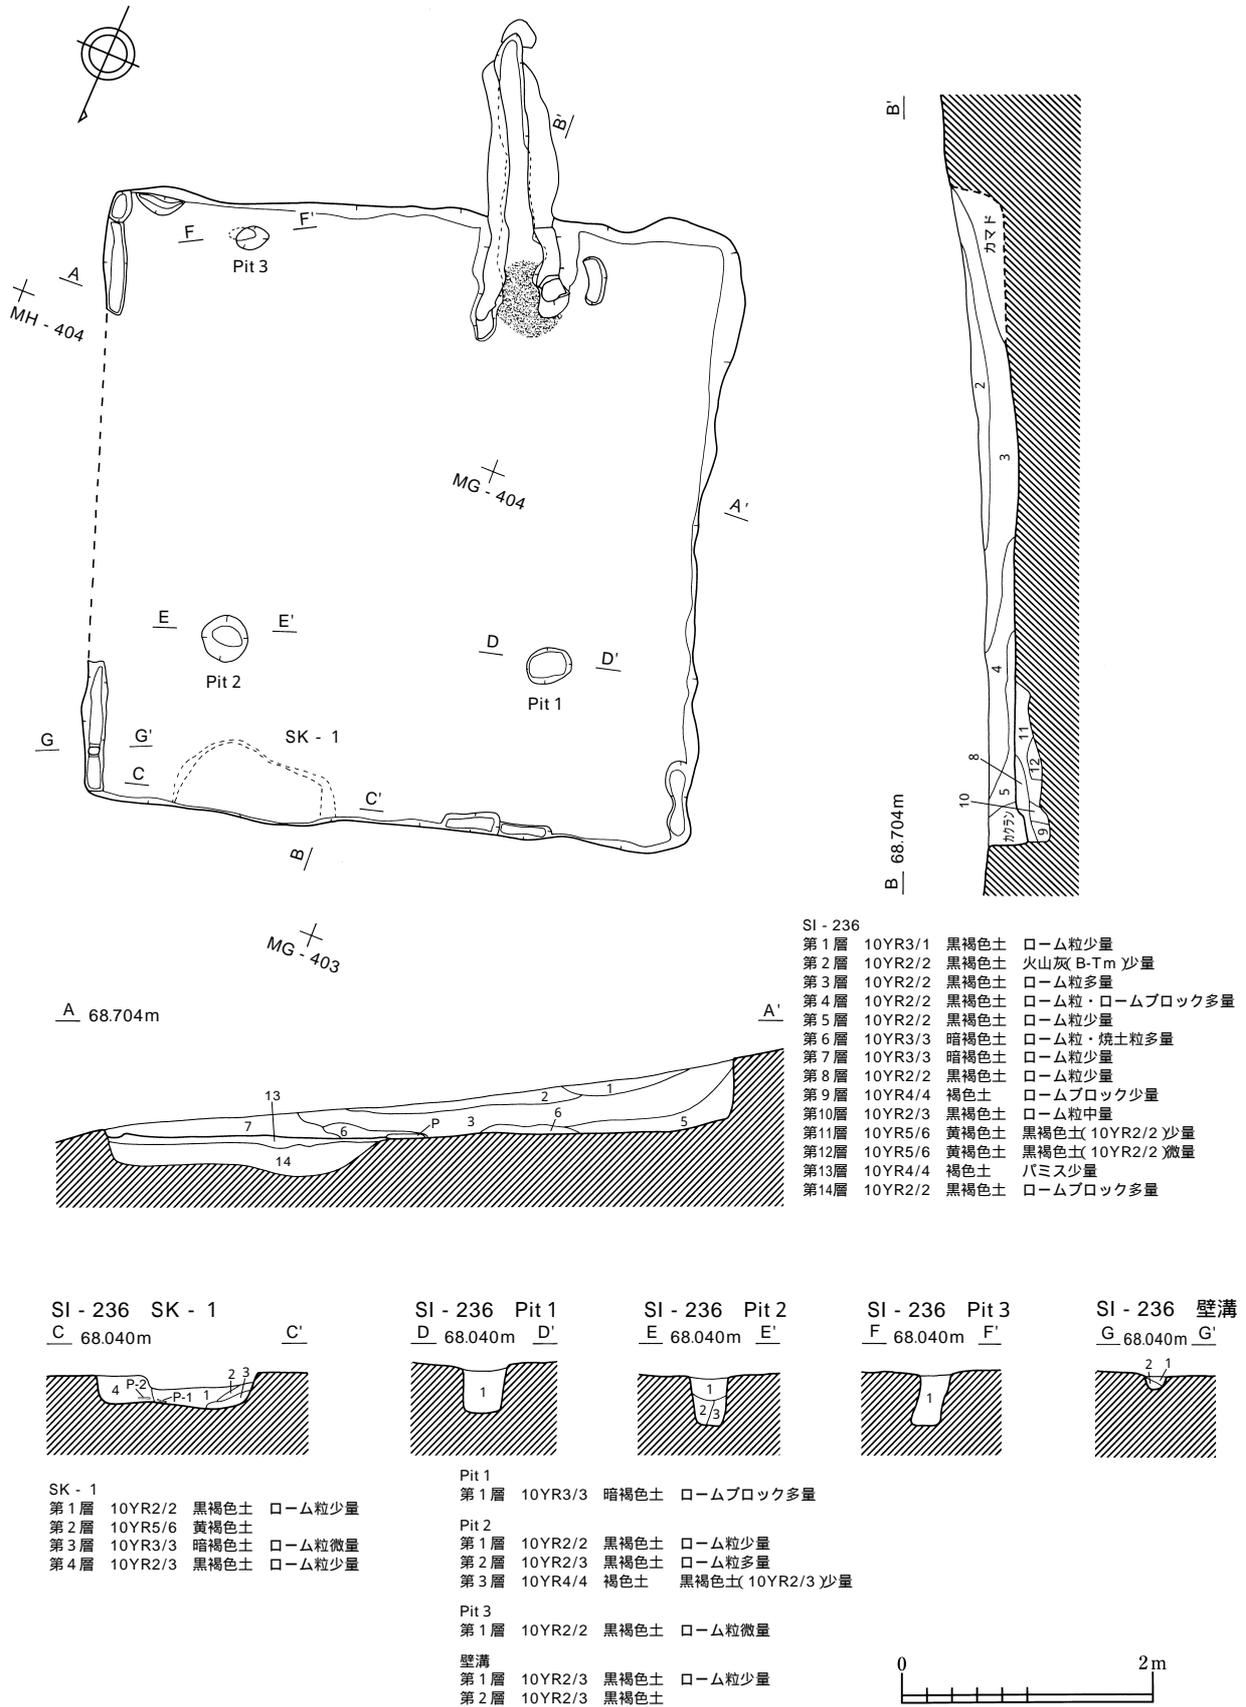 B'
B'
カマド
F
F'
Pit 3
A
MH - 404
2
3
MG - 404
A'
E
E'
D
D'
Pit 2
Pit 1
4
11
G
G'
SK - 1
8
12
C
C'
5
10
カクラン
9
B
B 68.704m
MG - 403
A 68.704m
A'
13
2
1
7
6
P
3
6
5
14
SI - 236
第1層 10YR3/1 黒褐色土 ローム粒少量
第2層 10YR2/2 黒褐色土 火山灰(B-Tm)少量
第3層 10YR2/2 黒褐色土 ローム粒多量
第4層 10YR2/2 黒褐色土 ローム粒・ロームブロック多量
第5層 10YR2/2 黒褐色土 ローム粒少量
第6層 10YR3/3 暗褐色土 ローム粒・焼土粒多量
第7層 10YR3/3 暗褐色土 ローム粒少量
第8層 10YR2/2 黒褐色土 ローム粒少量
第9層 10YR4/4 褐色土 ロームブロック少量
第10層 10YR2/3 黒褐色土 ローム粒中量
第11層 10YR5/6 黄褐色土 黒褐色土(10YR2/2)少量
第12層 10YR5/6 黄褐色土 黒褐色土(10YR2/2)微量
第13層 10YR4/4 褐色土 パミス少量
第14層 10YR2/2 黒褐色土 ロームブロック多量
SI - 236 SK - 1
C 68.040m C'
4 P-2 P-1 1 2 3
SI - 236 Pit 1
D 68.040m D'
1
SI - 236 Pit 2
E 68.040m E'
1
2 3
SI - 236 Pit 3
F 68.040m F'
1
SI - 236 壁溝
G 68.040m G'
2 1
SK - 1
第1層 10YR2/2 黒褐色土 ローム粒少量
第2層 10YR5/6 黄褐色土
第3層 10YR3/3 暗褐色土 ローム粒微量
第4層 10YR2/3 黒褐色土 ローム粒少量
Pit 1
第1層 10YR3/3 暗褐色土 ロームブロック多量
Pit 2
第1層 10YR2/2 黒褐色土 ローム粒少量
第2層 10YR2/3 黒褐色土 ローム粒多量
第3層 10YR4/4 褐色土 黒褐色土(10YR2/3)少量
Pit 3
第1層 10YR2/2 黒褐色土 ローム粒微量
壁溝
第1層 10YR2/3 黒褐色土 ローム粒少量
第2層 10YR2/3 黒褐色土
0 2m